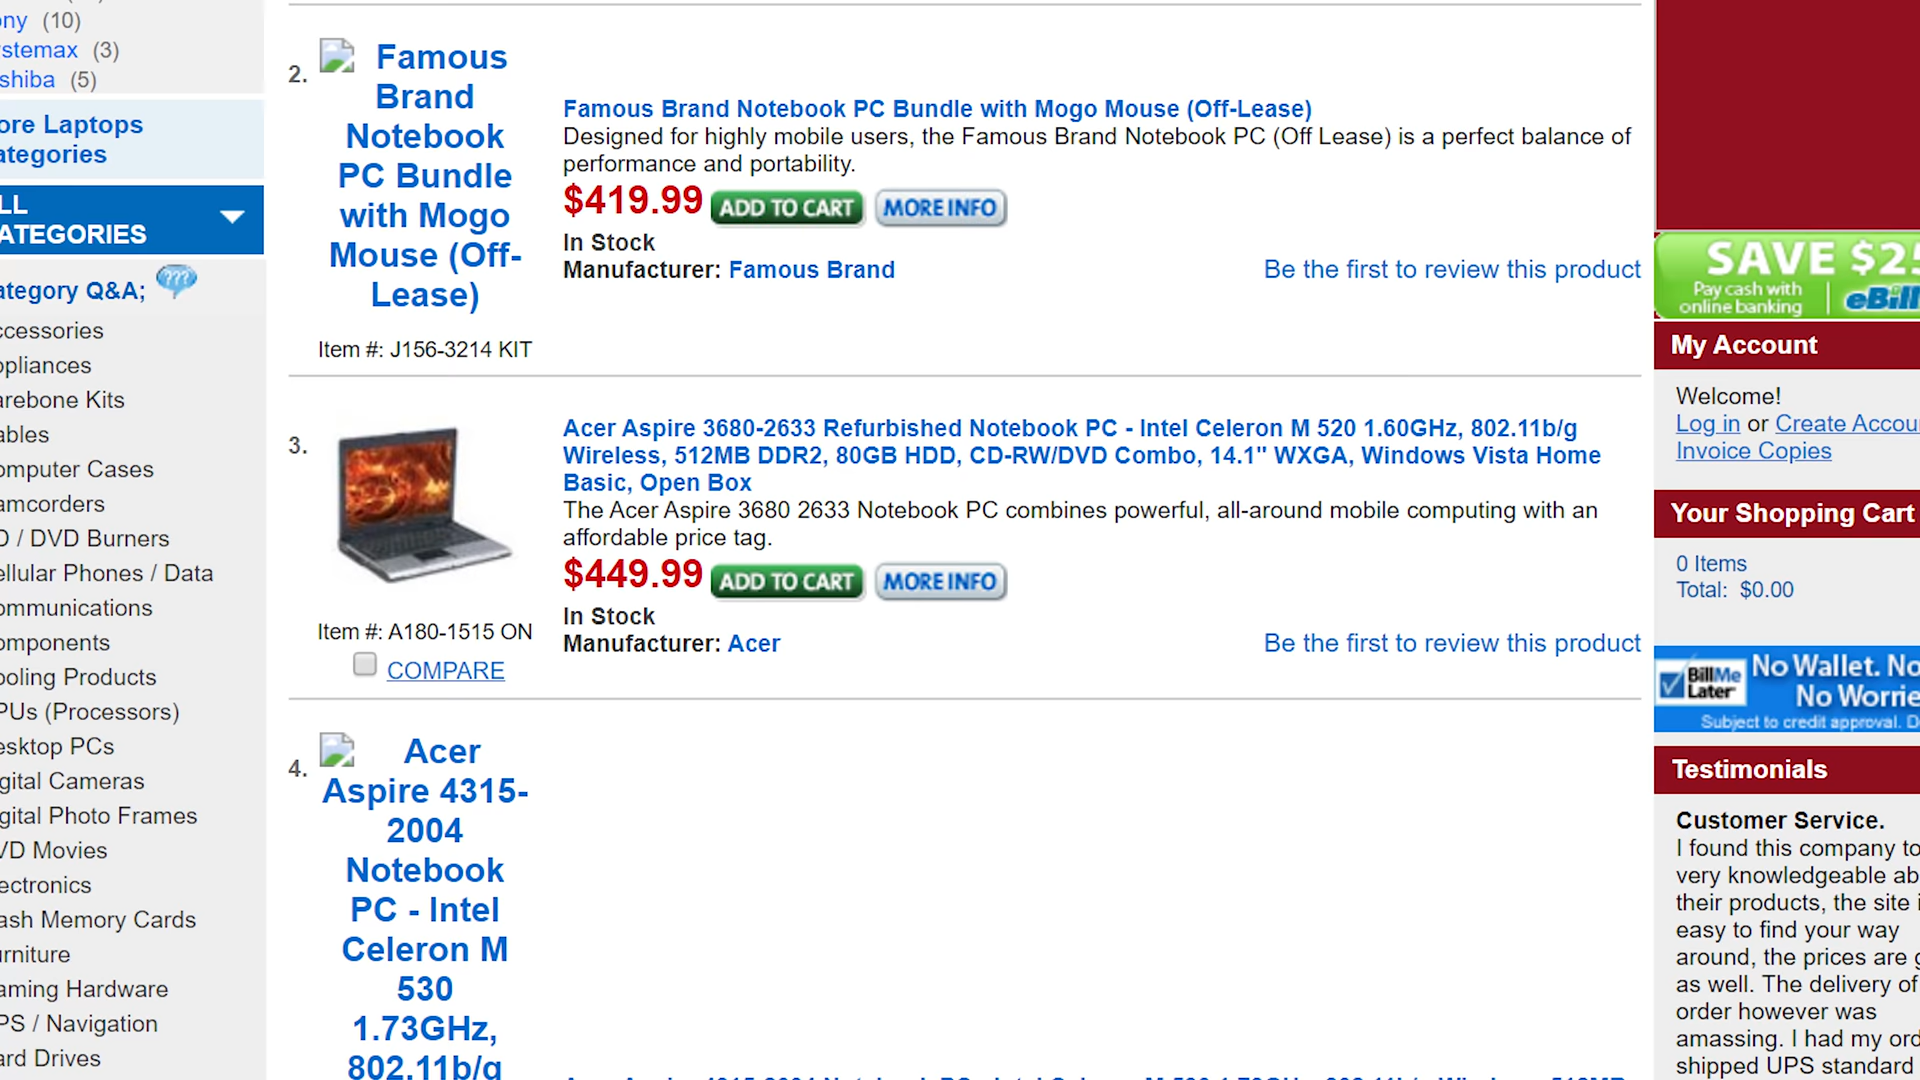 ny (10)
stemax (3)
shiba (5)
ore Laptops
ategories
LL
ATEGORIES
ategory Q&A;
???
ccessories
ppliances
arebone Kits
ables
omputer Cases
amcorders
D / DVD Burners
ellular Phones / Data
ommunications
omponents
ooling Products
PUs (Processors)
esktop PCs
gital Cameras
igital Photo Frames
VD Movies
lectronics
ash Memory Cards
urniture
aming Hardware
PS / Navigation
ard Drives
2.
Famous
Brand
Notebook
PC Bundle
with Mogo
Mouse (Off-
Lease)
Item #: J156-3214 KIT
Famous Brand Notebook PC Bundle with Mogo Mouse (Off-Lease)
Designed for highly mobile users, the Famous Brand Notebook PC (Off Lease) is a perfect balance of
performance and portability.
$419.99 ADD TO CART MORE INFO
In Stock
Manufacturer: Famous Brand
Be the first to review this product
3.
Item #: A180-1515 ON
COMPARE
Acer Aspire 3680-2633 Refurbished Notebook PC - Intel Celeron M 520 1.60GHz, 802.11b/g
Wireless, 512MB DDR2, 80GB HDD, CD-RW/DVD Combo, 14.1" WXGA, Windows Vista Home
Basic, Open Box
The Acer Aspire 3680 2633 Notebook PC combines powerful, all-around mobile computing with an
affordable price tag.
$449.99 ADD TO CART MORE INFO
In Stock
Manufacturer: Acer
Be the first to review this product
4.
Acer
Aspire 4315-
2004
Notebook
PC - Intel
Celeron M
530
1.73GHz,
802.11b/g
SAVE $25
Pay cash with
online banking
eBill
My Account
Welcome!
Log in or Create Accou
Invoice Copies
Your Shopping Cart
0 Items
Total: $0.00
BillMe
Later
No Wallet. No
No Worrie
Subject to credit approval.
Testimonials
Customer Service.
I found this company to
very knowledgeable ab
their products, the site i
easy to find your way
around, the prices are g
as well. The delivery of
order however was
amassing. I had my ord
shipped UPS standard